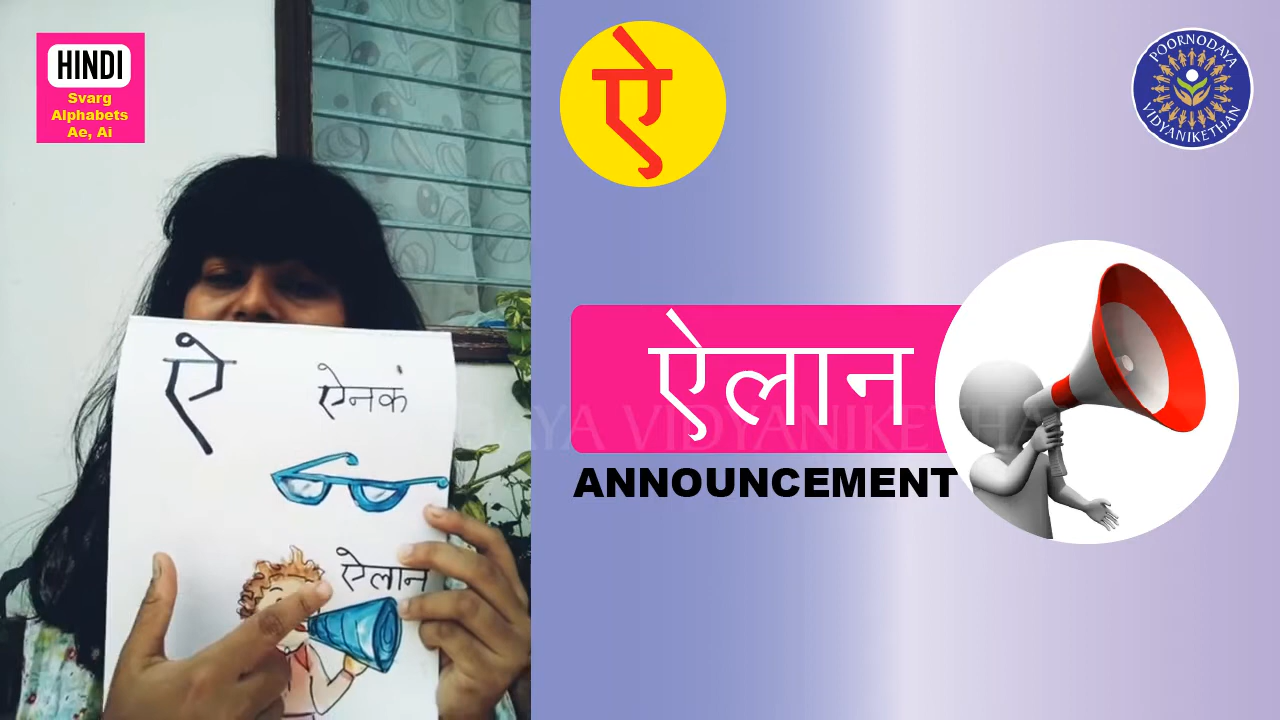 HINDI
Svarg
Alphabets
Ae, Ai
ऐ
POORNODAYA
VIDYANIKETHAN
ऐ
ऐनकं
ऐलान
ऐलान
ANNOUNCEMENT